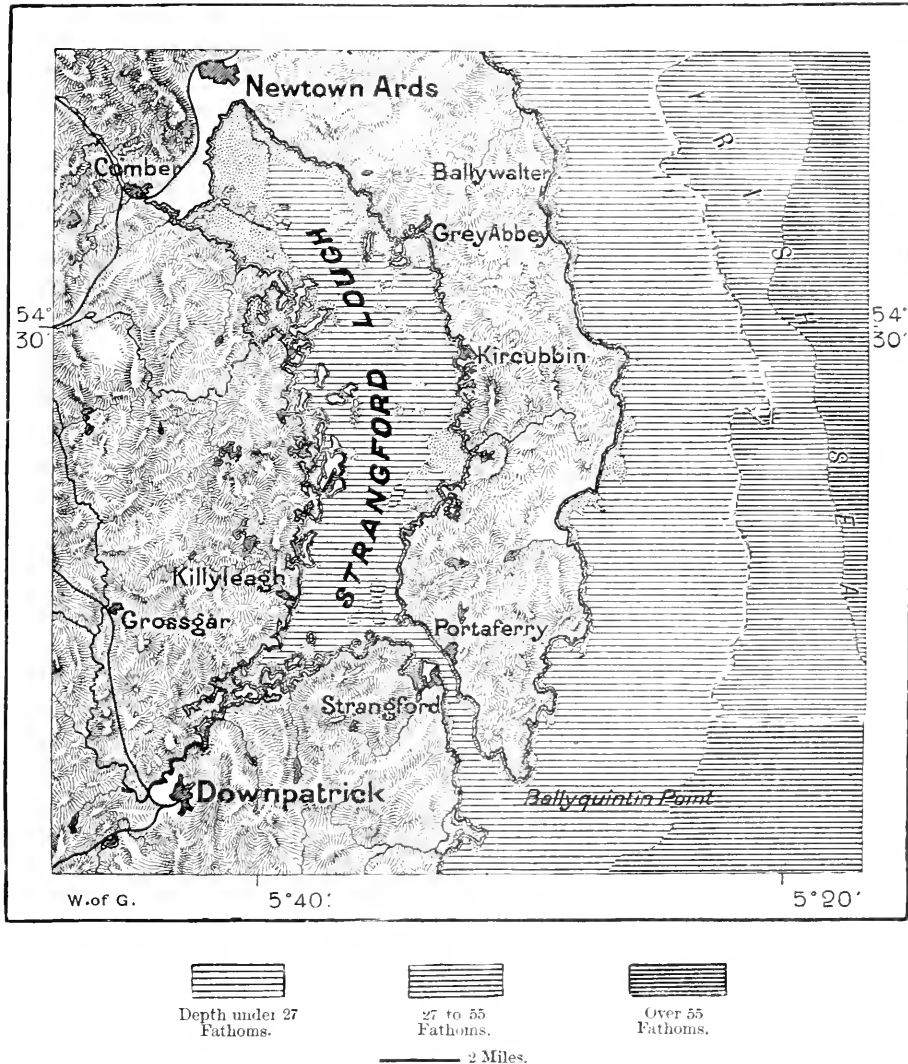 Newtown Ards
Comber
Ballywalter
Grey Abbey
STRANGFORD LOUGH
IRISH SEA
54°
30'
54°
30'
Kircubbin
Killyleagh
Grossgar
Portaferry
Strangford
Downpatrick
Ballyquintin Point
W. of G.
5°40'
5°20'
Depth under 27
Fathoms.
27 to 55
Fathoms.
Over 55
Fathoms.
2 Miles.